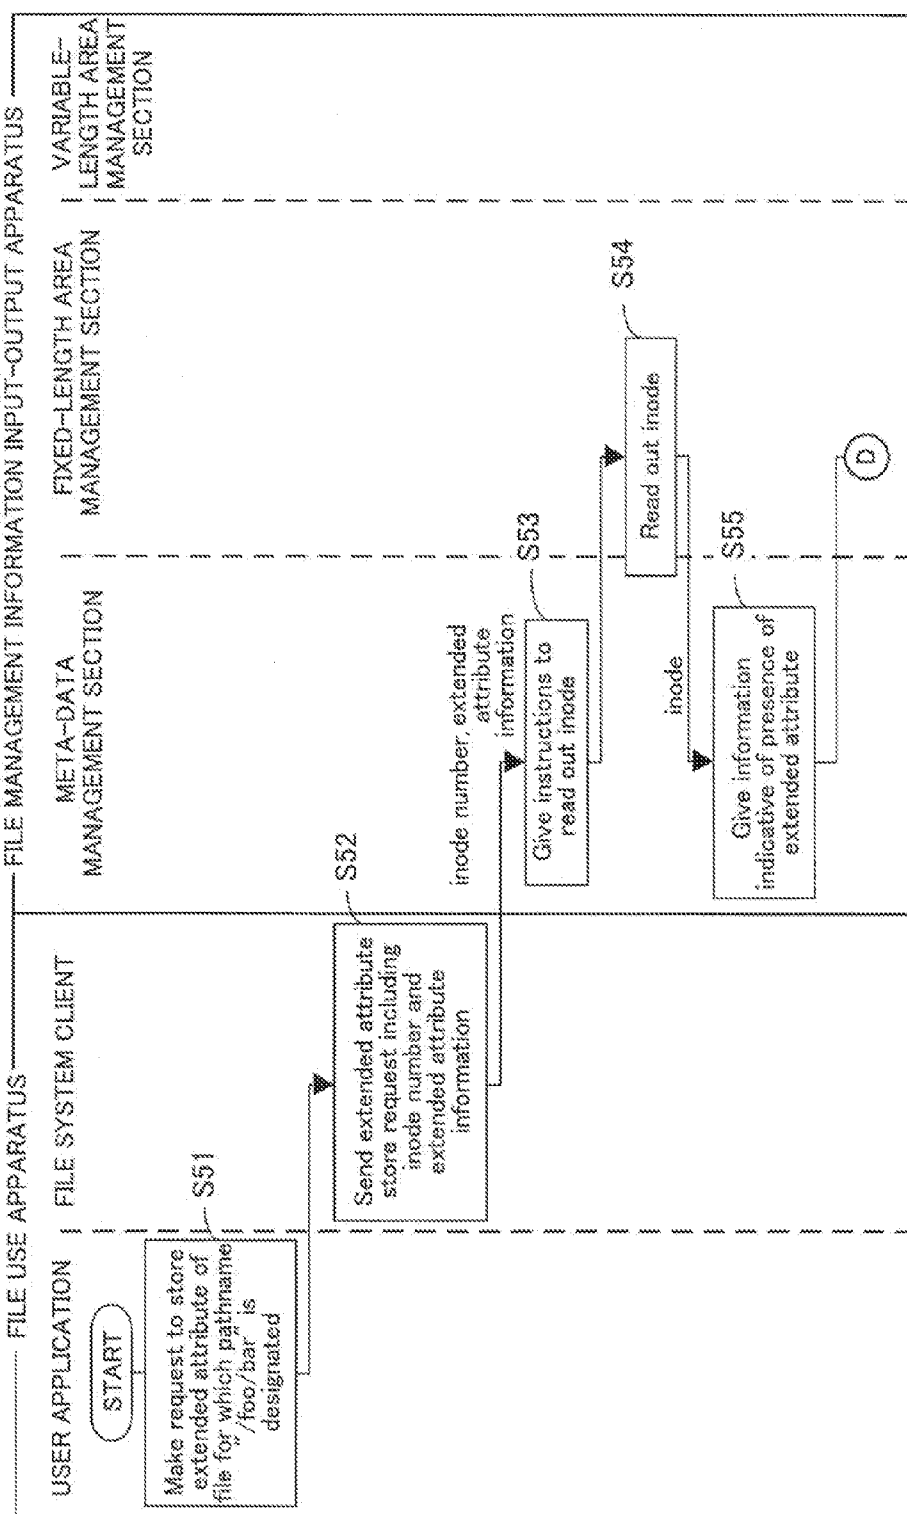 FILE USE APPARATUS
FILE MANAGEMENT INFORMATION INPUT-OUTPUT APPARATUS
USER APPLICATION
FILE SYSTEM CLIENT
META-DATA
MANAGEMENT SECTION
FIXED-LENGTH AREA
MANAGEMENT SECTION
VARIABLE-
LENGTH AREA
MANAGEMENT
SECTION
START
S51
Make request to store
extended attribute of
file for which pathname
"/foo/bar" is
designated
S52
Send extended attribute
store request including
inode number and
extended attribute
information
inode number, extended
attribute
information
S53
Give instructions to
read out inode
S54
Read out inode
inode
S55
Give information
indicative of presence of
extended attribute
D